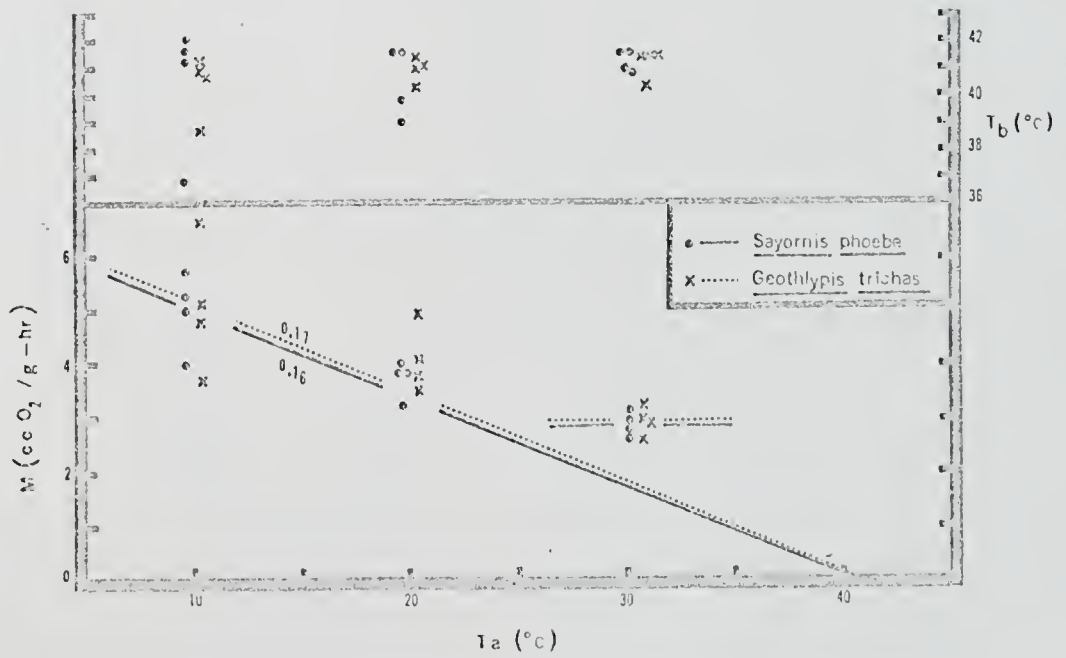 42
40
38
36
T_b (°c)
Sayornis phoebe
Geothlypis trichas
6
4
2
0
M (cc O₂ /g-hr)
0.17
0.16
10
20
30
40
Ta (°c)